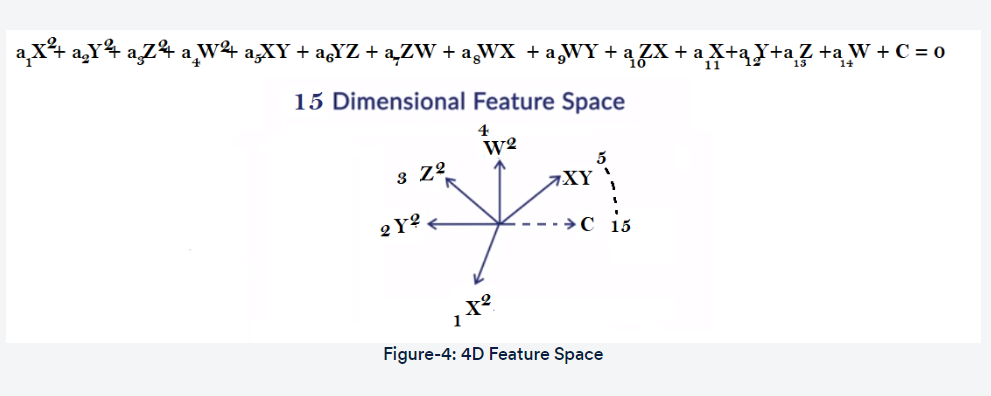 a₁X²+ a₂Y²+ a₃Z²+ a₄W²+ a₅XY + a₆YZ + a₇ZW + a₈WX + a₉WY + a₁₀ZX + a₁₁X+a₁₂Y+a₁₃Z +a₁₄W + C = 0
15 Dimensional Feature Space
4
W²
5
3 Z²
XY
2 Y²
C 15
X²
1
Figure-4: 4D Feature Space